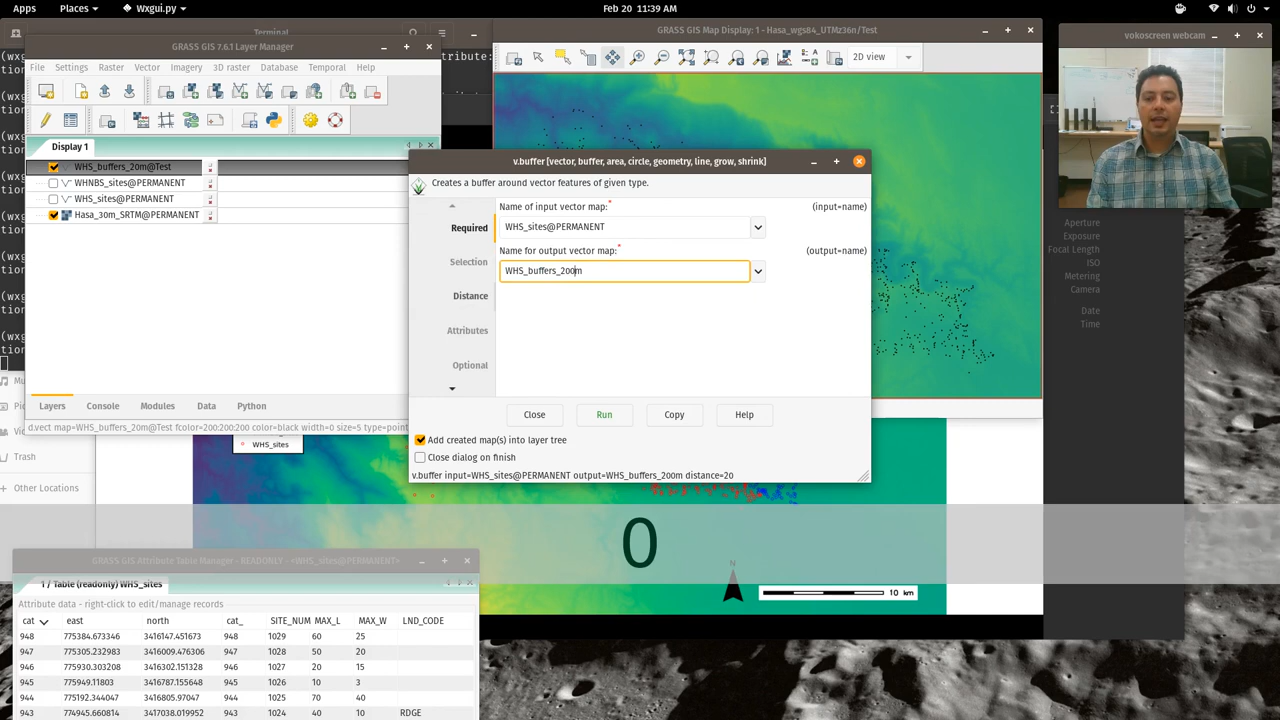 Apps Places Wxgui.py Feb 20 11:39 AM
Terminal
GRASS GIS 7.6.1 Layer Manager
File Settings Raster Vector Imagery 3D raster Database Temporal Help
Display 1
WHS_buffers_20m@Test
WHNBS_sites@PERMANENT
WHS_sites@PERMANENT
Hasa_30m_SRTM@PERMANENT
Layers Console Modules Data Python
d.vect map=WHS_buffers_20m@Test fcolor=200:200:200 color=black width=0 size=5 type=point
GRASS GIS Map Display: 1 - Hasa_wgs84_UTMz36n/Test
2D view
vokoscreen webcam
v.buffer [vector, buffer, area, circle, geometry, line, grow, shrink]
Creates a buffer around vector features of given type.
Required
Selection
Distance
Attributes
Optional
Name of input vector map:* (input=name)
WHS_sites@PERMANENT
Name for output vector map:* (output=name)
WHS_buffers_200m
Close Run Copy Help
Add created map(s) into layer tree
Close dialog on finish
v.buffer input=WHS_sites@PERMANENT output=WHS_buffers_200m distance=20
Aperture
Exposure
Focal Length
ISO
Metering
Camera
Date
Time
Trash
Other Locations
WHS_sites
0
N
10 km
GRASS GIS Attribute Table Manager - READONLY - <WHS_sites@PERMANENT>
1 / Table (readonly) WHS_sites
Attribute data - right-click to edit/manage records
cat east north cat_ SITE_NUM MAX_L MAX_W LND_CODE
948 775384.673346 3416147.451673 948 1029 60 25
947 775305.232983 3416009.476306 947 1028 50 20
946 775930.303208 3416302.151328 946 1027 20 15
945 775949.11803 3416787.155648 945 1026 10 3
944 775192.344047 3416805.97047 944 1025 70 40
943 774945.660814 3417038.019952 943 1024 40 10 RDGE